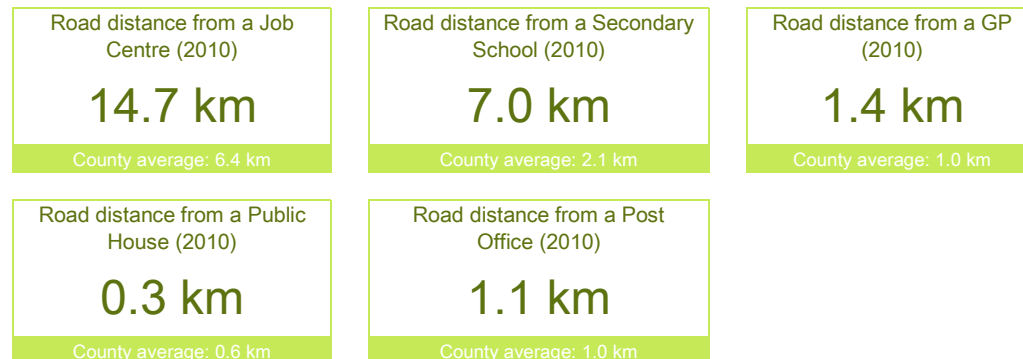 Road distance from a Job
Centre (2010)
14.7 km
County average: 6.4 km
Road distance from a Secondary
School (2010)
7.0 km
County average: 2.1 km
Road distance from a GP
(2010)
1.4 km
County average: 1.0 km
Road distance from a Public
House (2010)
0.3 km
County average: 0.6 km
Road distance from a Post
Office (2010)
1.1 km
County average: 1.0 km